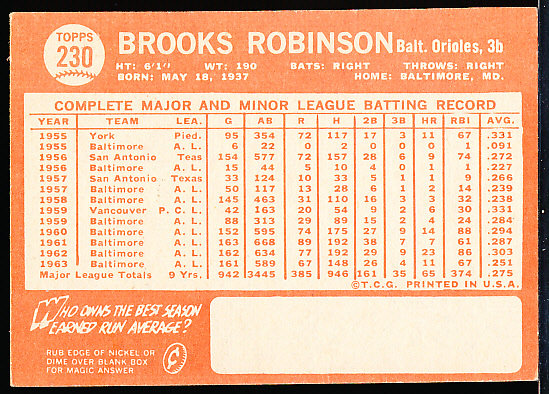 TOPPS
230
BROOKS ROBINSON Balt. Orioles, 3b
HT: 6'1" WT: 190 BATS: RIGHT THROWS: RIGHT
BORN: MAY 18, 1937 HOME: BALTIMORE, MD.
COMPLETE MAJOR AND MINOR LEAGUE BATTING RECORD
YEAR TEAM LEA. G AB R H 2B 3B HR RBI AVG.
1955 York Pied. 95 354 72 117 17 3 11 67 .331
1955 Baltimore A. L. 6 22 0 2 0 0 0 1 .091
1956 San Antonio Teas 154 577 72 157 28 6 9 74 .272
1956 Baltimore A. L. 15 44 5 10 4 0 1 1 .227
1957 San Antonio Texas 33 124 10 33 5 1 1 9 .266
1957 Baltimore A. L. 50 117 13 28 6 1 2 14 .239
1958 Baltimore A. L. 145 463 31 110 16 3 3 32 .238
1959 Vancouver P. C. L. 42 163 20 54 9 2 6 30 .331
1959 Baltimore A. L. 88 313 29 89 15 2 4 24 .284
1960 Baltimore A. L. 152 595 74 175 27 9 14 88 .294
1961 Baltimore A. L. 163 668 89 192 38 7 7 61 .287
1962 Baltimore A. L. 162 634 77 192 29 9 23 86 .303
1963 Baltimore A. L. 161 589 67 148 26 4 11 67 .251
Major League Totals 9 Yrs. 942 3445 385 946 161 35 65 374 .275
©T.C.G. PRINTED IN U.S.A.
WHO OWNS THE BEST SEASON
EARNED RUN AVERAGE?
RUB EDGE OF NICKEL OR
DIME OVER BLANK BOX
FOR MAGIC ANSWER